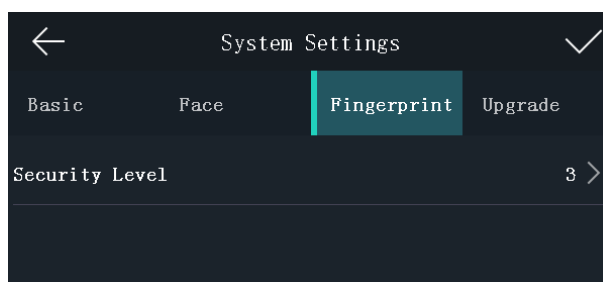 System Settings
Basic Face Fingerprint Upgrade
Security Level 3